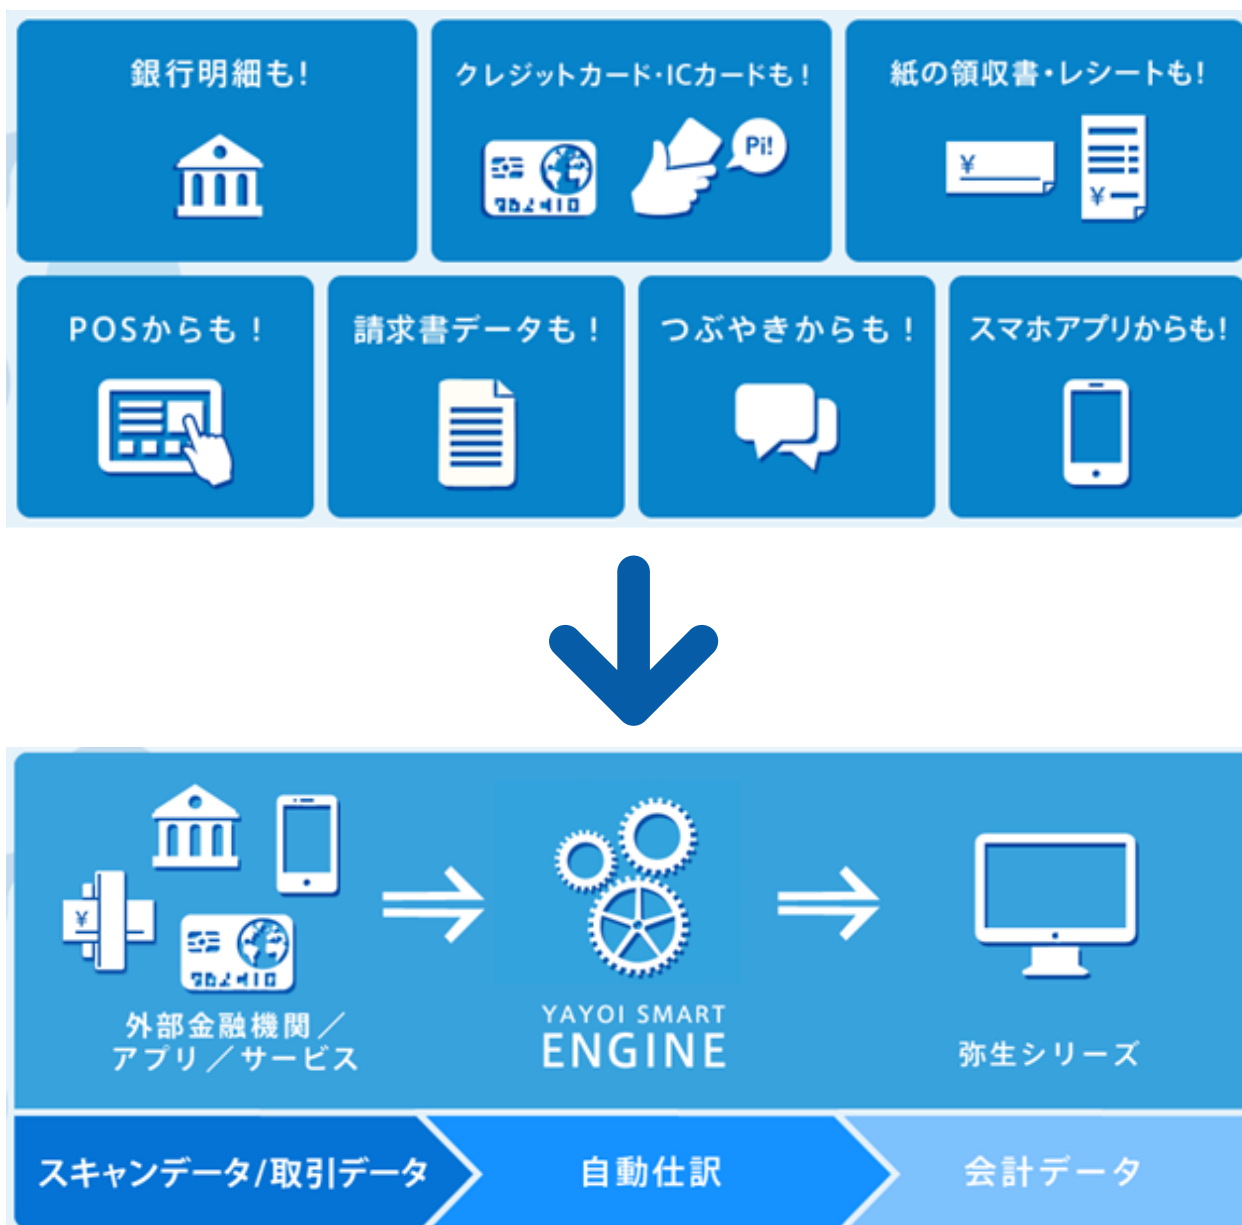 銀行明細も!
クレジットカード・ICカードも!
紙の領収書・レシートも!
Pi!
¥
¥
POSからも!
請求書データも!
つぶやきからも!
スマホアプリからも!
¥
外部金融機関/
アプリ/サービス
YAYOI SMART
ENGINE
弥生シリーズ
スキャンデータ/取引データ
自動仕訳
会計データ